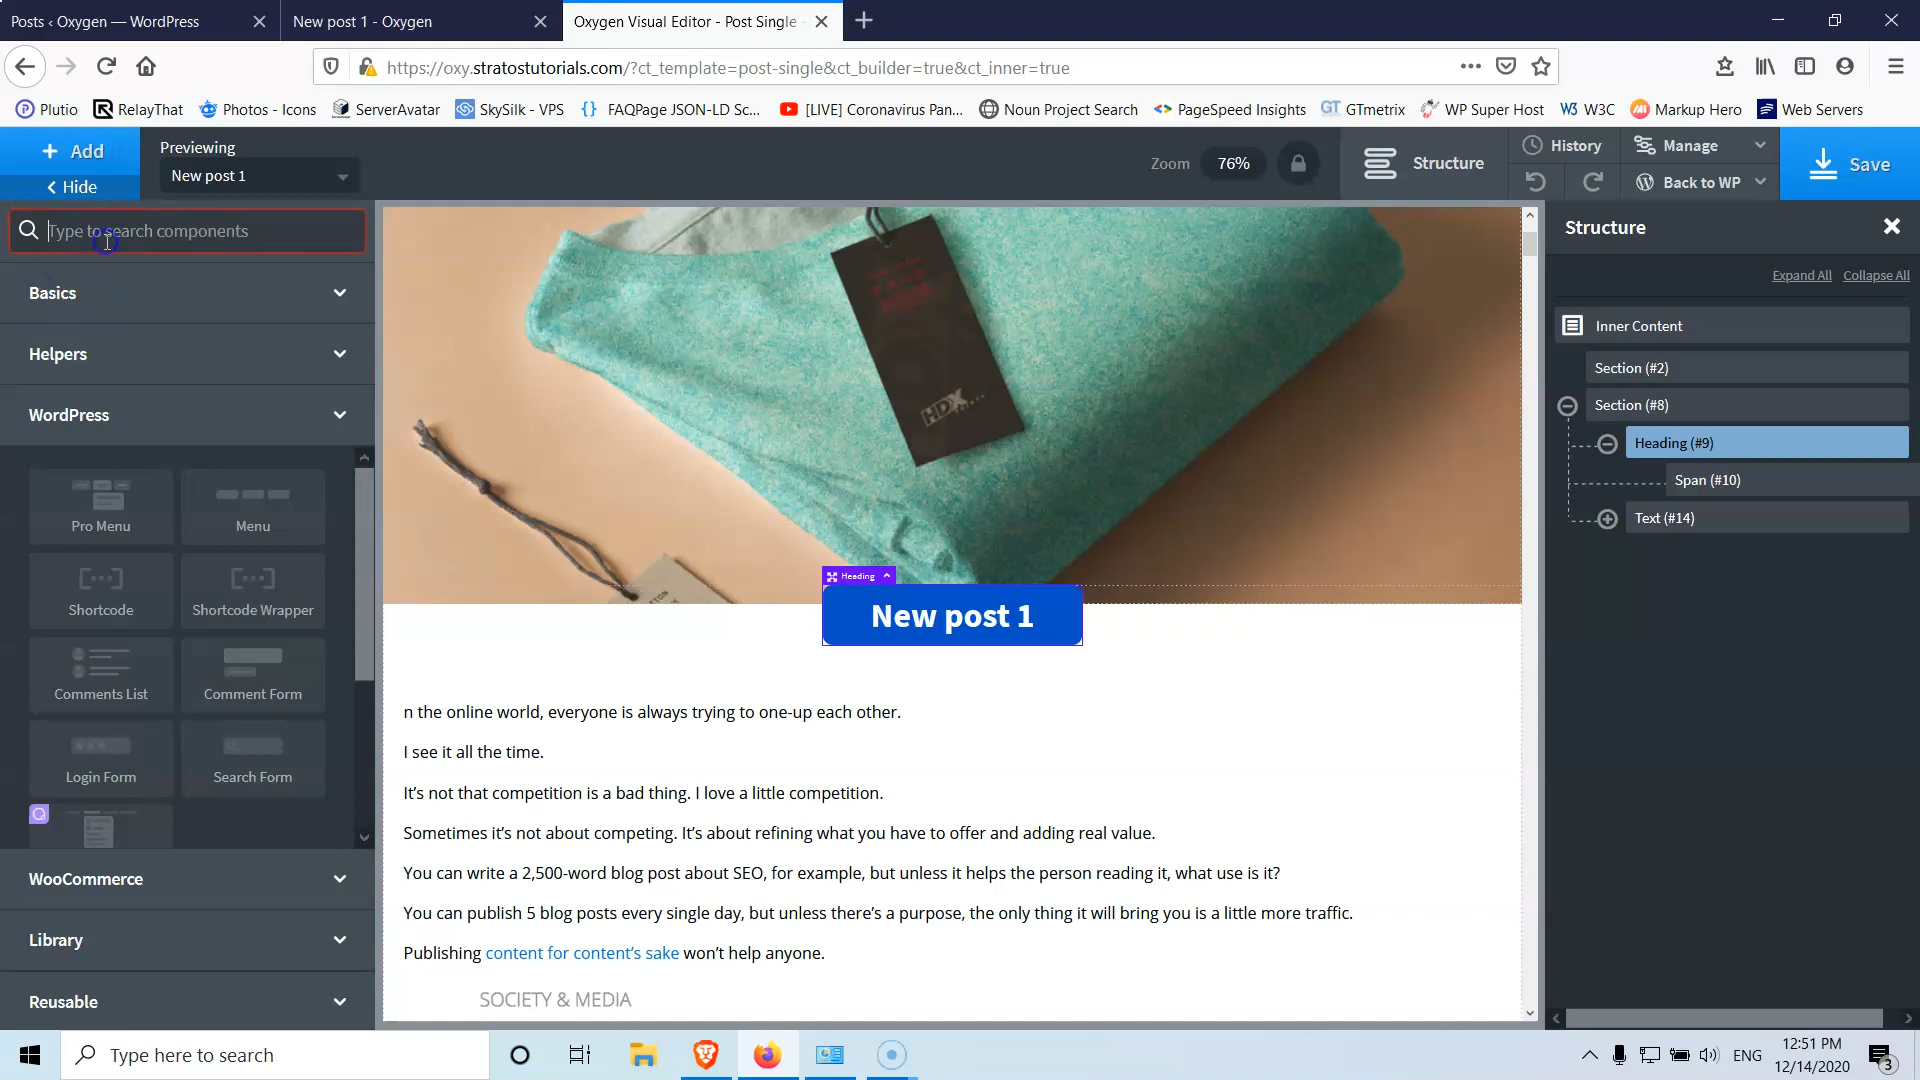 Posts ‹ Oxygen — WordPress
New post 1 - Oxygen
Oxygen Visual Editor - Post Single -
https://oxy.stratostutorials.com/?ct_template=post-single&ct_builder=true&ct_inner=true
Plutio
RelayThat
Photos - Icons
ServerAvatar
SkySilk - VPS
FAQPage JSON-LD Sc...
[LIVE] Coronavirus Pan...
Noun Project Search
PageSpeed Insights
GTmetrix
WP Super Host
W3C
Markup Hero
Web Servers
+ Add
Hide
Previewing
New post 1
Zoom
76%
Structure
History
Manage
Back to WP
Save
Type to search components
Basics
Helpers
WordPress
Pro Menu
Menu
Shortcode
Shortcode Wrapper
Comments List
Comment Form
Login Form
Search Form
WooCommerce
Library
Reusable
HDX
Heading
New post 1
n the online world, everyone is always trying to one-up each other.
I see it all the time.
It's not that competition is a bad thing. I love a little competition.
Sometimes it's not about competing. It's about refining what you have to offer and adding real value.
You can write a 2,500-word blog post about SEO, for example, but unless it helps the person reading it, what use is it?
You can publish 5 blog posts every single day, but unless there's a purpose, the only thing it will bring you is a little more traffic.
Publishing content for content's sake won't help anyone.
SOCIETY & MEDIA
Structure
Expand All
Collapse All
Inner Content
Section (#2)
Section (#8)
Heading (#9)
Span (#10)
Text (#14)
Type here to search
ENG
12:51 PM
12/14/2020
3